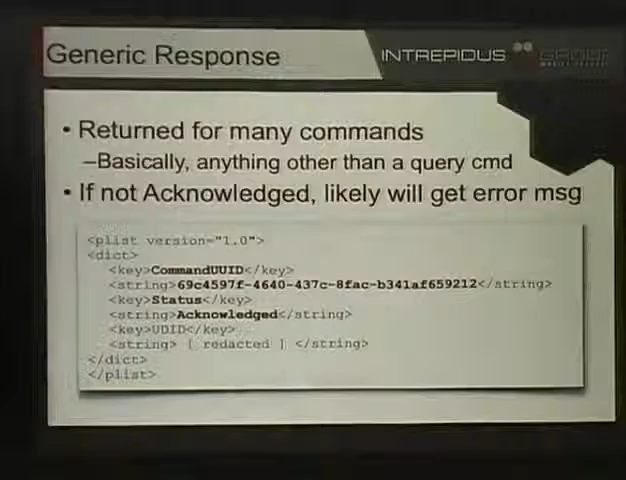 Generic Response
INTREPIDUS GROUP
• Returned for many commands
–Basically, anything other than a query cmd
• If not Acknowledged, likely will get error msg
<plist version="1.0">
<dict>
<key>CommandUUID</key>
<string>69c4597f-4640-437c-8fac-b341af659212</string>
<key>Status</key>
<string>Acknowledged</string>
<key>UDID</key>
<string> [ redacted ] </string>
</dict>
</plist>